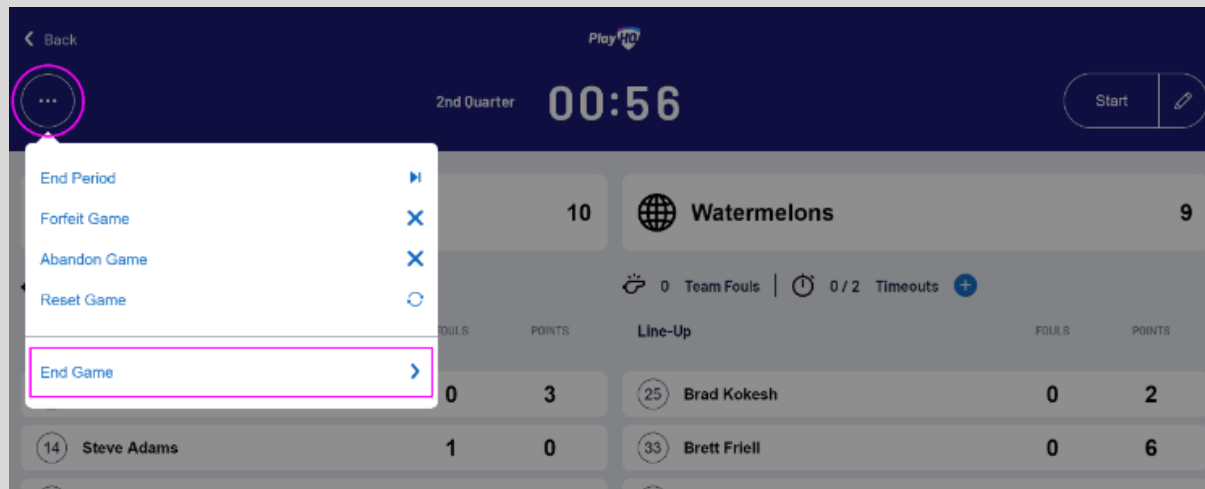 Back
PlayHQ
...
2nd Quarter 00:56
Start
End Period
Forfeit Game
Abandon Game
Reset Game
End Game
10
Watermelons 9
0 Team Fouls | 0 / 2 Timeouts
FOULS POINTS
Line-Up FOULS POINTS
0 3
25 Brad Kokesh 0 2
14 Steve Adams 1 0
33 Brett Friell 0 6